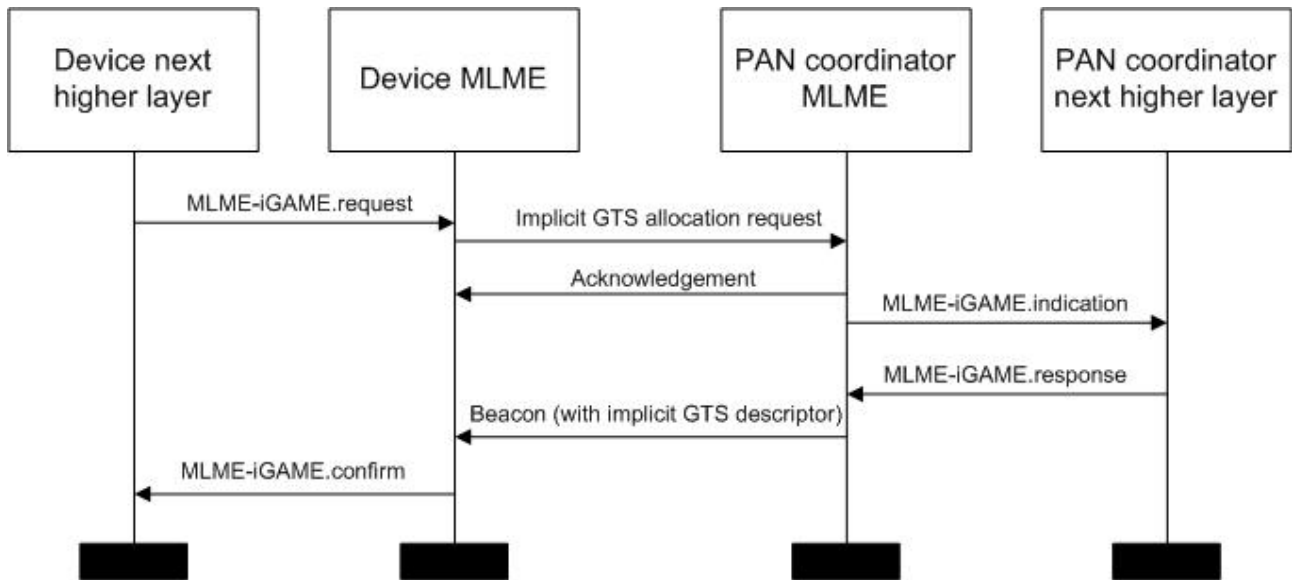 Device next
higher layer
Device MLME
PAN coordinator
MLME
PAN coordinator
next higher layer
MLME-iGAME.request
Implicit GTS allocation request
Acknowledgement
MLME-iGAME.indication
MLME-iGAME.response
Beacon (with implicit GTS descriptor)
MLME-iGAME.confirm